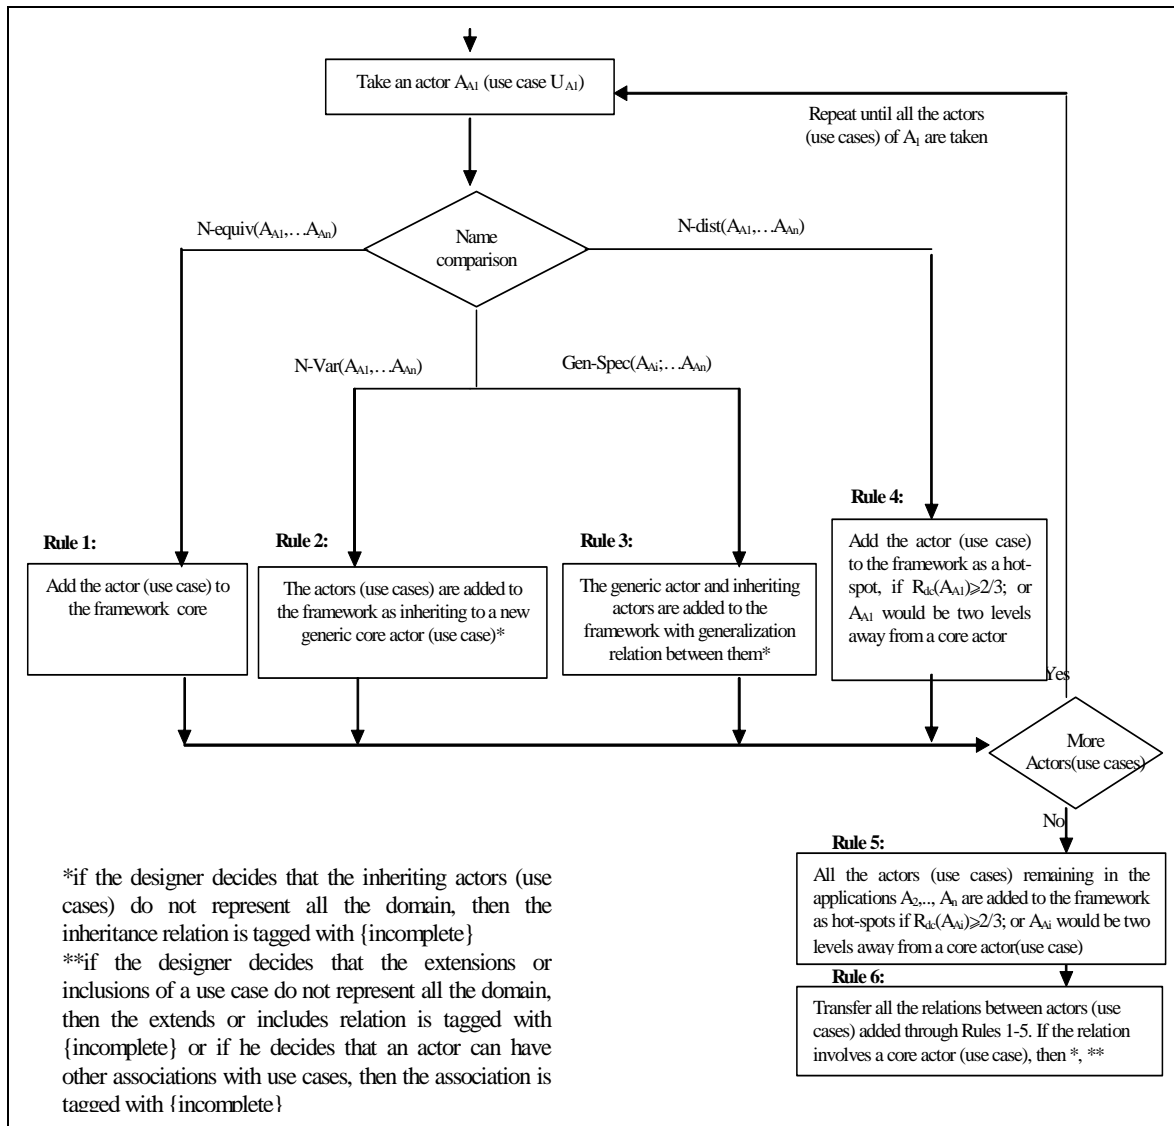 Take an actor A_A1 (use case U_A1)
Repeat until all the actors
(use cases) of A_1 are taken
N-equiv(A_A1,…A_An)
N-dist(A_A1,…A_An)
Name
comparison
N-Var(A_A1,…A_An)
Gen-Spec(A_Ai;…A_An)
Rule 1:
Add the actor (use case) to
the framework core
Rule 2:
The actors (use cases) are added to
the framework as inheriting to a new
generic core actor (use case)*
Rule 3:
The generic actor and inheriting
actors are added to the
framework with generalization
relation between them*
Rule 4:
Add the actor (use case)
to the framework as a hot-
spot, if R_dc(A_A1)⩾2/3; or
A_A1 would be two levels
away from a core actor
Yes
More
Actors(use cases)
No
Rule 5:
All the actors (use cases) remaining in the
applications A_2,.., A_n are added to the framework
as hot-spots if R_dc(A_Ai)⩾2/3; or A_Ai would be two
levels away from a core actor(use case)
Rule 6:
Transfer all the relations between actors (use
cases) added through Rules 1-5. If the relation
involves a core actor (use case), then *, **
*if the designer decides that the inheriting actors (use
cases) do not represent all the domain, then the
inheritance relation is tagged with {incomplete}
**if the designer decides that the extensions or
inclusions of a use case do not represent all the domain,
then the extends or includes relation is tagged with
{incomplete} or if he decides that an actor can have
other associations with use cases, then the association is
tagged with {incomplete}